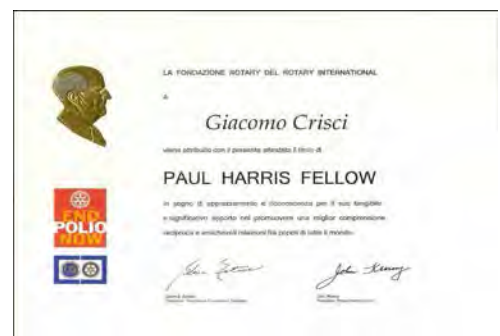 LA FONDAZIONE ROTARY DEL ROTARY INTERNATIONAL
A
Giacomo Crisci
viene attribuito con il presente attestato il titolo di
PAUL HARRIS FELLOW
in segno di apprezzamento e riconoscenza per il suo tangibile
e significativo apporto nel promuovere una miglior comprensione
reciproca e amichevoli relazioni fra popoli di tutto il mondo.
END
POLIO
NOW
John Kenny